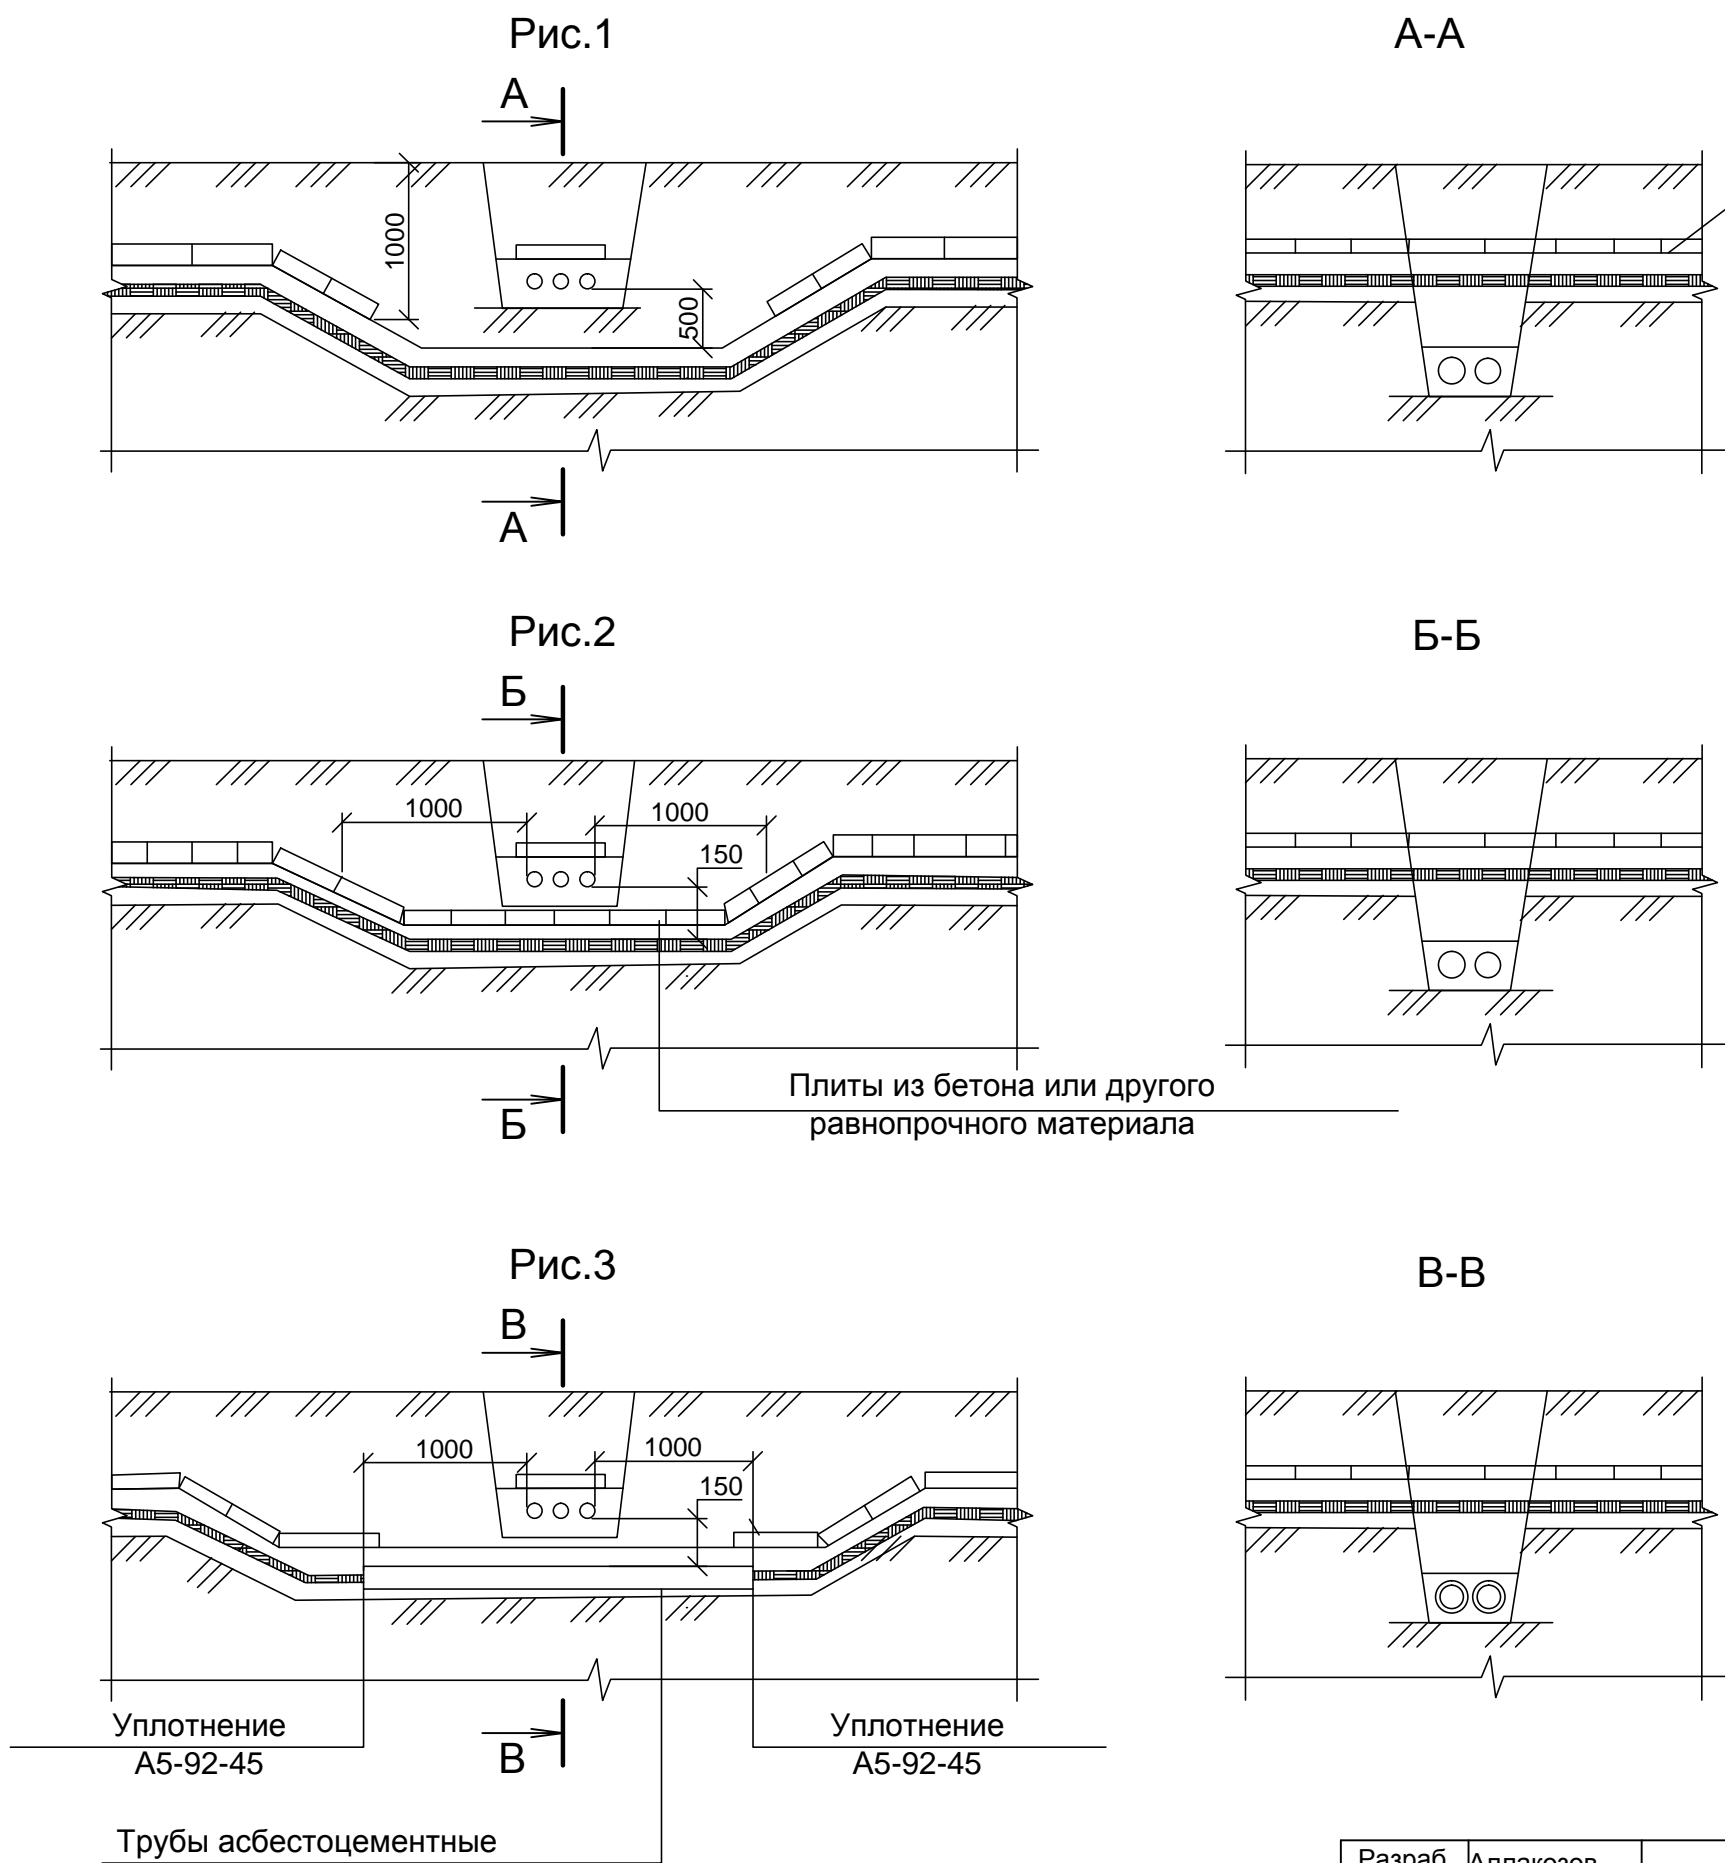 Рис.1
А-А
А
1000
500
А
Рис.2
Б-Б
Б
1000
1000
150
Плиты из бетона или другого
равнопрочного материала
Б
Рис.3
В-В
В
1000
1000
150
Уплотнение
А5-92-45
Уплотнение
А5-92-45
В
Трубы асбестоцементные
Разраб.